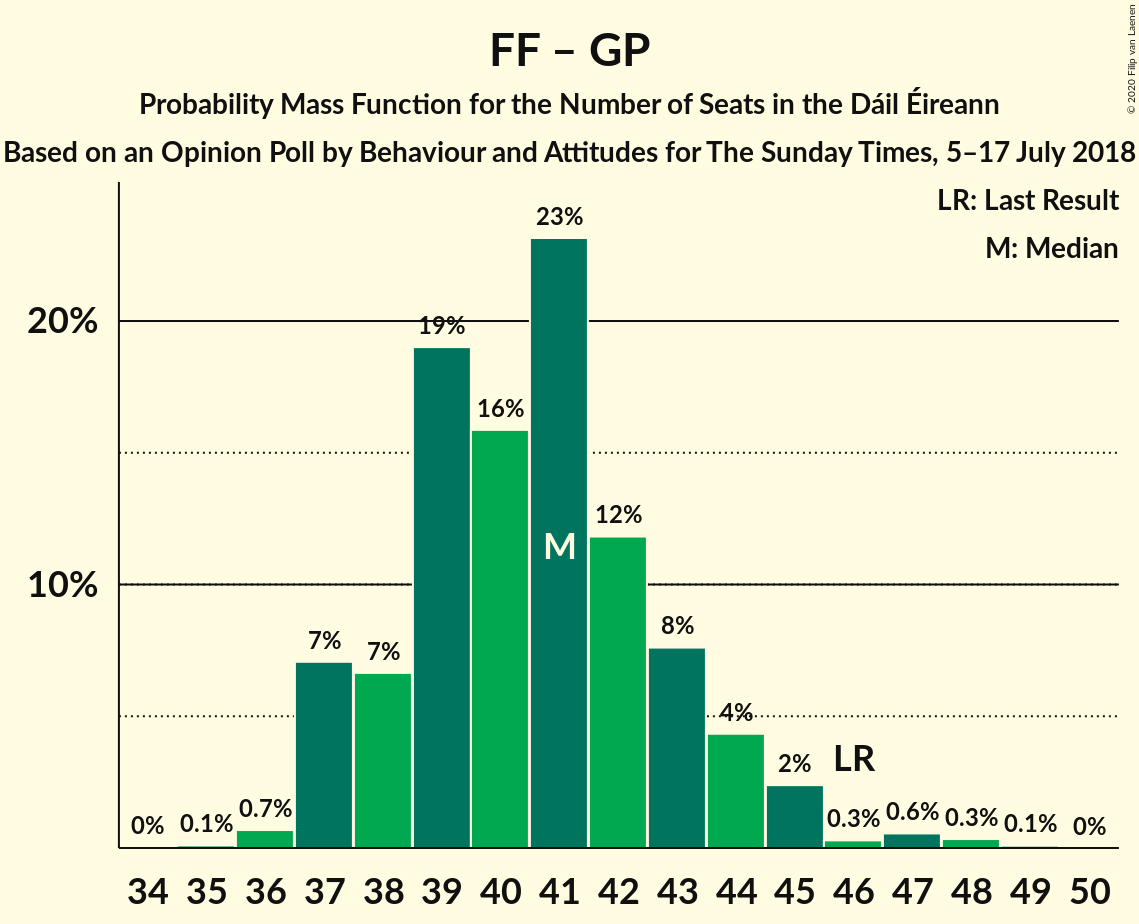 FF – GP
Probability Mass Function for the Number of Seats in the Dáil Éireann
Based on an Opinion Poll by Behaviour and Attitudes for The Sunday Times, 5–17 July 2018
© 2020 Filip van Laenen
LR: Last Result
M: Median
23%
20%
19%
16%
12%
M
10%
8%
7%
7%
4%
2%
LR
0%
0.1%
0.7%
0.3%
0.6%
0.3%
0.1%
0%
34 35 36 37 38 39 40 41 42 43 44 45 46 47 48 49 50